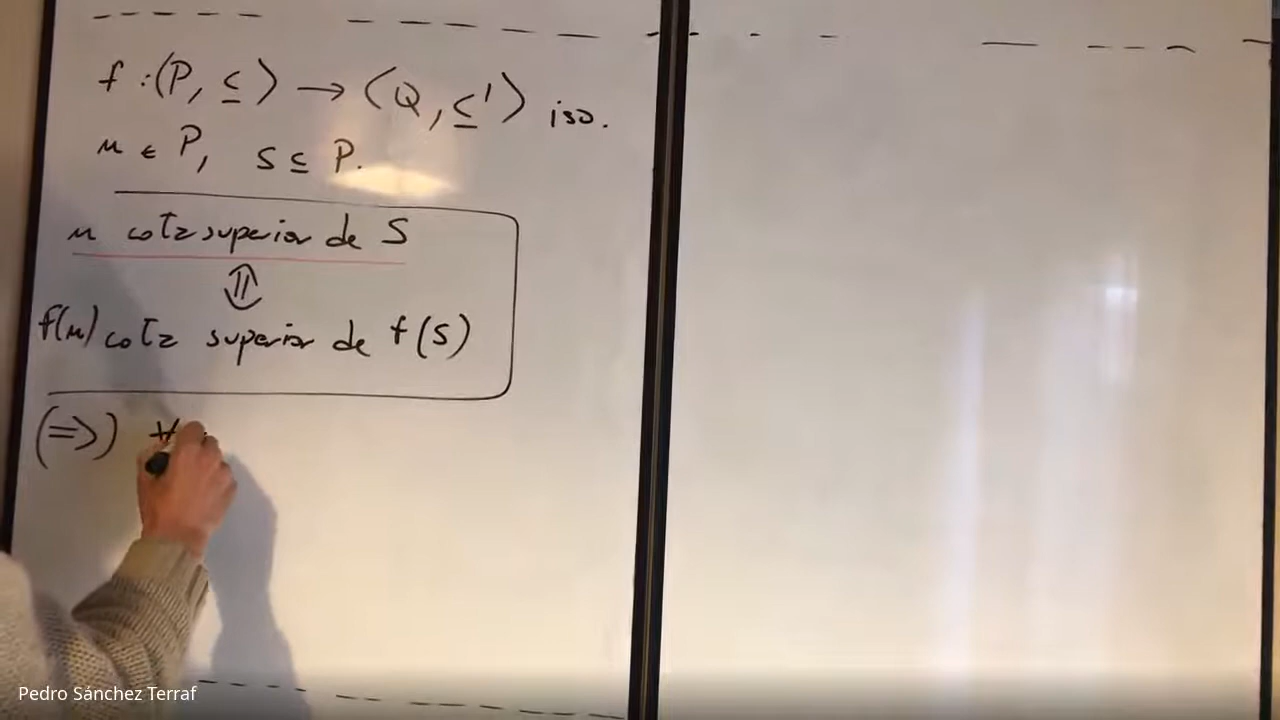 f : ⟨P, ≤⟩ → ⟨Q, ≤'⟩ iso.
u ∈ P, S ⊆ P.
u cota superior de S
⇕
f(u) cota superior de f(S)
(⇒) ∀
Pedro Sánchez Terraf